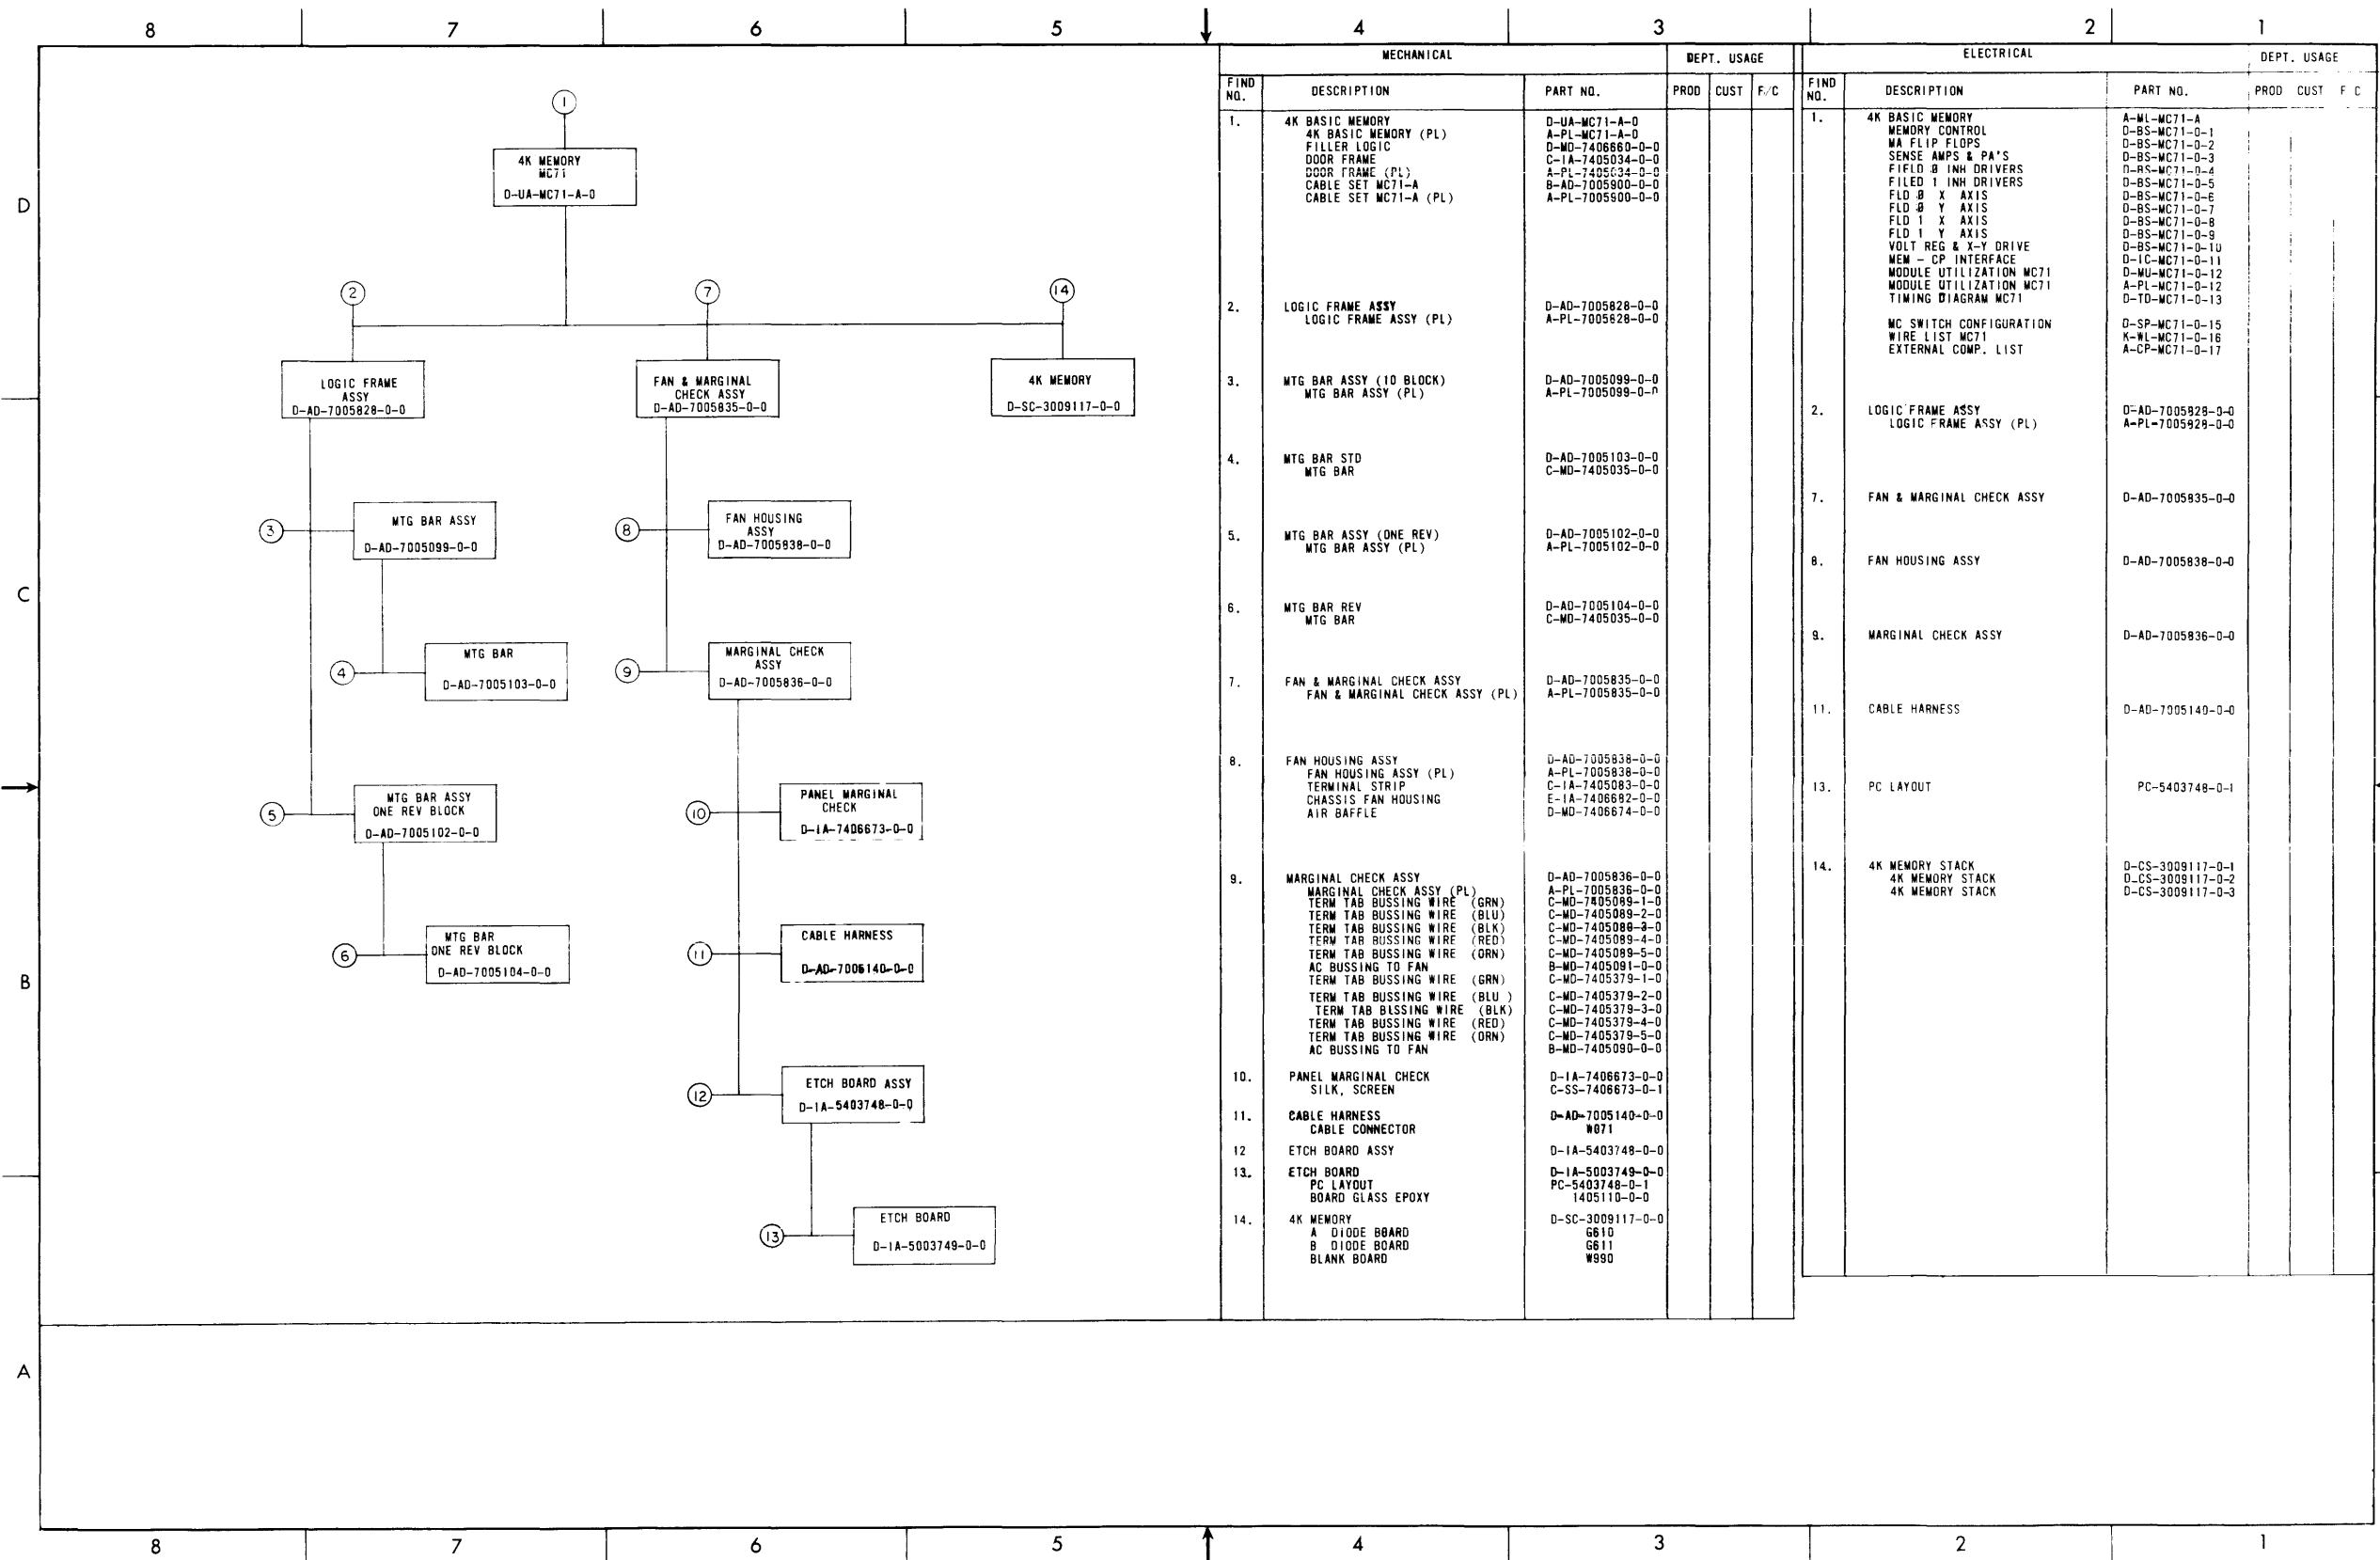 8 7 6 5 4 3 2 1
D
C
B
A
1
4K MEMORY
MC71
D-UA-MC71-A-0
2
7
14
LOGIC FRAME
ASSY
D-AD-7005828-0-0
FAN & MARGINAL
CHECK ASSY
D-AD-7005835-0-0
4K MEMORY
D-SC-3009117-0-0
3
MTG BAR ASSY
D-AD-7005099-0-0
8
FAN HOUSING
ASSY
D-AD-7005838-0-0
4
MTG BAR
D-AD-7005103-0-0
9
MARGINAL CHECK
ASSY
D-AD-7005836-0-0
5
MTG BAR ASSY
ONE REV BLOCK
D-AD-7005102-0-0
10
PANEL MARGINAL
CHECK
D-IA-7406673-0-0
6
MTG BAR
ONE REV BLOCK
D-AD-7005104-0-0
11
CABLE HARNESS
D-AD-7005140-0-0
12
ETCH BOARD ASSY
D-IA-5403748-0-0
13
ETCH BOARD
D-IA-5003749-0-0
MECHANICAL DEPT. USAGE
FIND NO. DESCRIPTION PART NO. PROD CUST F/C
1. 4K BASIC MEMORY D-UA-MC71-A-0
4K BASIC MEMORY (PL) A-PL-MC71-A-0
FILLER LOGIC D-MD-7406660-0-0
DOOR FRAME C-IA-7405034-0-0
DOOR FRAME (PL) A-PL-7405034-0-0
CABLE SET MC71-A B-AD-7005900-0-0
CABLE SET MC71-A (PL) A-PL-7005900-0-0
2. LOGIC FRAME ASSY D-AD-7005828-0-0
LOGIC FRAME ASSY (PL) A-PL-7005828-0-0
3. MTG BAR ASSY (10 BLOCK) D-AD-7005099-0-0
MTG BAR ASSY (PL) A-PL-7005099-0-0
4. MTG BAR STD D-AD-7005103-0-0
MTG BAR C-MD-7405035-0-0
5. MTG BAR ASSY (ONE REV) D-AD-7005102-0-0
MTG BAR ASSY (PL) A-PL-7005102-0-0
6. MTG BAR REV D-AD-7005104-0-0
MTG BAR C-MD-7405035-0-0
7. FAN & MARGINAL CHECK ASSY D-AD-7005835-0-0
FAN & MARGINAL CHECK ASSY (PL) A-PL-7005835-0-0
8. FAN HOUSING ASSY D-AD-7005838-0-0
FAN HOUSING ASSY (PL) A-PL-7005838-0-0
TERMINAL STRIP C-IA-7405083-0-0
CHASSIS FAN HOUSING E-IA-7406682-0-0
AIR BAFFLE D-MD-7406674-0-0
9. MARGINAL CHECK ASSY D-AD-7005836-0-0
MARGINAL CHECK ASSY (PL) A-PL-7005836-0-0
TERM TAB BUSSING WIRE (GRN) C-MD-7405089-1-0
TERM TAB BUSSING WIRE (BLU) C-MD-7405089-2-0
TERM TAB BUSSING WIRE (BLK) C-MD-7405089-3-0
TERM TAB BUSSING WIRE (RED) C-MD-7405089-4-0
TERM TAB BUSSING WIRE (ORN) C-MD-7405089-5-0
AC BUSSING TO FAN B-MD-7405091-0-0
TERM TAB BUSSING WIRE (GRN) C-MD-7405379-1-0
TERM TAB BUSSING WIRE (BLU ) C-MD-7405379-2-0
TERM TAB BLSSING WIRE (BLK) C-MD-7405379-3-0
TERM TAB BUSSING WIRE (RED) C-MD-7405379-4-0
TERM TAB BUSSING WIRE (ORN) C-MD-7405379-5-0
AC BUSSING TO FAN B-MD-7405090-0-0
10. PANEL MARGINAL CHECK D-IA-7406673-0-0
SILK, SCREEN C-SS-7406673-0-1
11. CABLE HARNESS D-AD-7005140-0-0
CABLE CONNECTOR W071
12 ETCH BOARD ASSY D-IA-5403748-0-0
13. ETCH BOARD D-IA-5003749-0-0
PC LAYOUT PC-5403748-0-1
BOARD GLASS EPOXY 1405110-0-0
14. 4K MEMORY D-SC-3009117-0-0
A DIODE BOARD G610
B DIODE BOARD G611
BLANK BOARD W990
ELECTRICAL DEPT. USAGE
FIND NO. DESCRIPTION PART NO. PROD CUST F C
1. 4K BASIC MEMORY A-ML-MC71-A
MEMORY CONTROL D-BS-MC71-0-1
MA FLIP FLOPS D-BS-MC71-0-2
SENSE AMPS & PA'S D-BS-MC71-0-3
FIFLD 0 INH DRIVERS D-BS-MC71-0-4
FILED 1 INH DRIVERS D-BS-MC71-0-5
FLD 0 X AXIS D-BS-MC71-0-6
FLD 0 Y AXIS D-BS-MC71-0-7
FLD 1 X AXIS D-BS-MC71-0-8
FLD 1 Y AXIS D-BS-MC71-0-9
VOLT REG & X-Y DRIVE D-BS-MC71-0-10
MEM - CP INTERFACE D-IC-MC71-0-11
MODULE UTILIZATION MC71 D-MU-MC71-0-12
MODULE UTILIZATION MC71 A-PL-MC71-0-12
TIMING DIAGRAM MC71 D-TD-MC71-0-13
MC SWITCH CONFIGURATION D-SP-MC71-0-15
WIRE LIST MC71 K-WL-MC71-0-16
EXTERNAL COMP. LIST A-CP-MC71-0-17
2. LOGIC FRAME ASSY D-AD-7005828-0-0
LOGIC FRAME ASSY (PL) A-PL-7005828-0-0
7. FAN & MARGINAL CHECK ASSY D-AD-7005835-0-0
8. FAN HOUSING ASSY D-AD-7005838-0-0
9. MARGINAL CHECK ASSY D-AD-7005836-0-0
11. CABLE HARNESS D-AD-7005140-0-0
13. PC LAYOUT PC-5403748-0-1
14. 4K MEMORY STACK D-CS-3009117-0-1
4K MEMORY STACK D-CS-3009117-0-2
4K MEMORY STACK D-CS-3009117-0-3
8 7 6 5 4 3 2 1